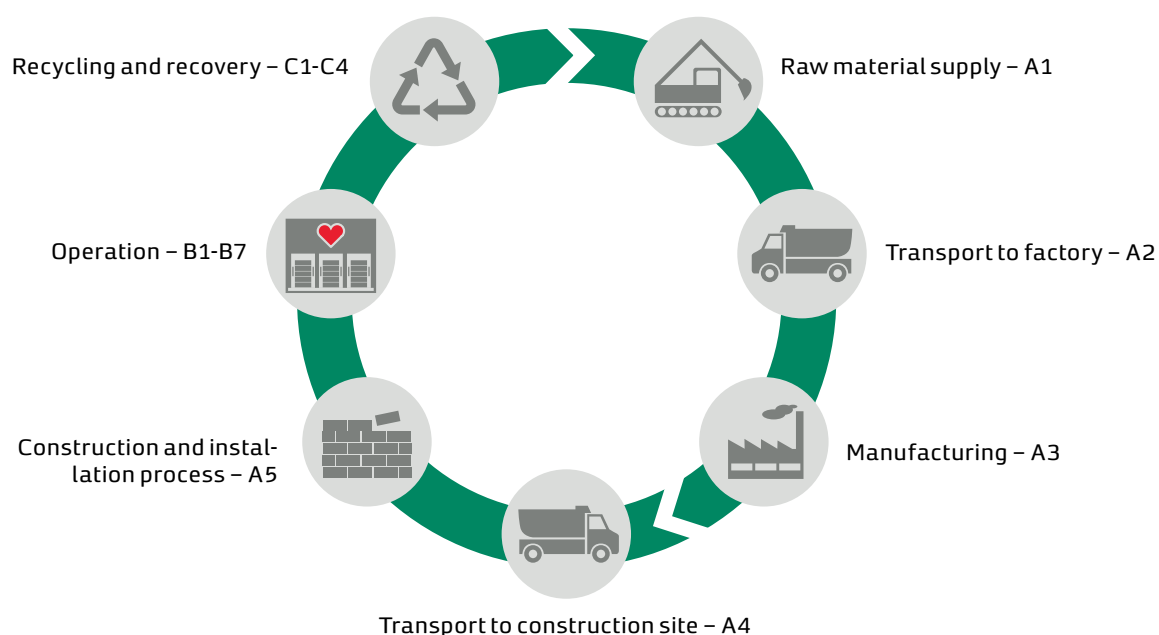 Recycling and recovery – C1-C4
Raw material supply – A1
Operation – B1-B7
Transport to factory – A2
Construction and instal-
lation process – A5
Manufacturing – A3
Transport to construction site – A4